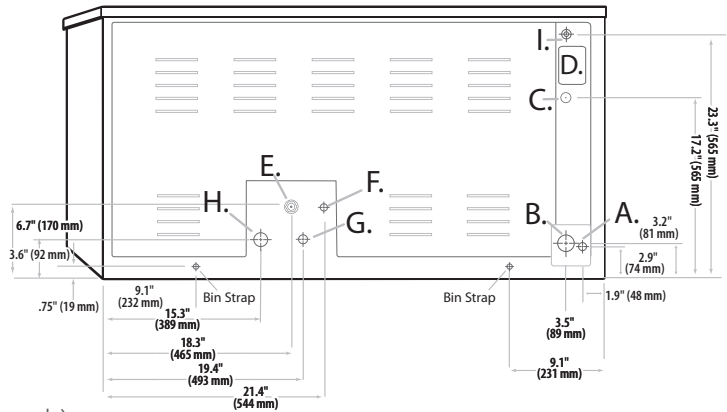 I.
D.
C.
23.3" (565 mm)
17.2" (565 mm)
E.
F.
H.
G.
B.
A.
3.2"
(81 mm)
6.7" (170 mm)
3.6" (92 mm)
2.9"
(74 mm)
9.1"
(232 mm)
Bin Strap
Bin Strap
.75" (19 mm)
1.9" (48 mm)
15.3"
(389 mm)
3.5"
(89 mm)
18.3"
(465 mm)
9.1"
(231 mm)
19.4"
(493 mm)
21.4"
(544 mm)